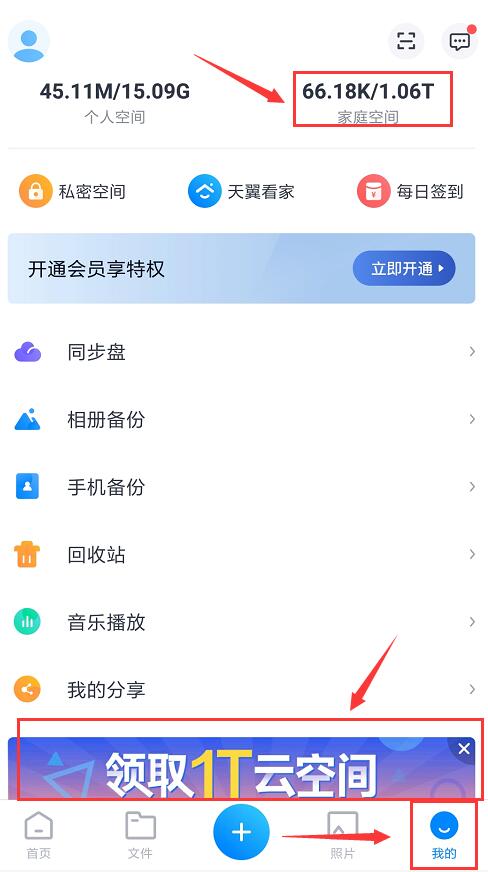 45.11M/15.09G
个人空间
66.18K/1.06T
家庭空间
私密空间
天翼看家
每日签到
开通会员享特权
立即开通
同步盘
相册备份
手机备份
回收站
音乐播放
我的分享
领取1T云空间
首页
文件
照片
我的